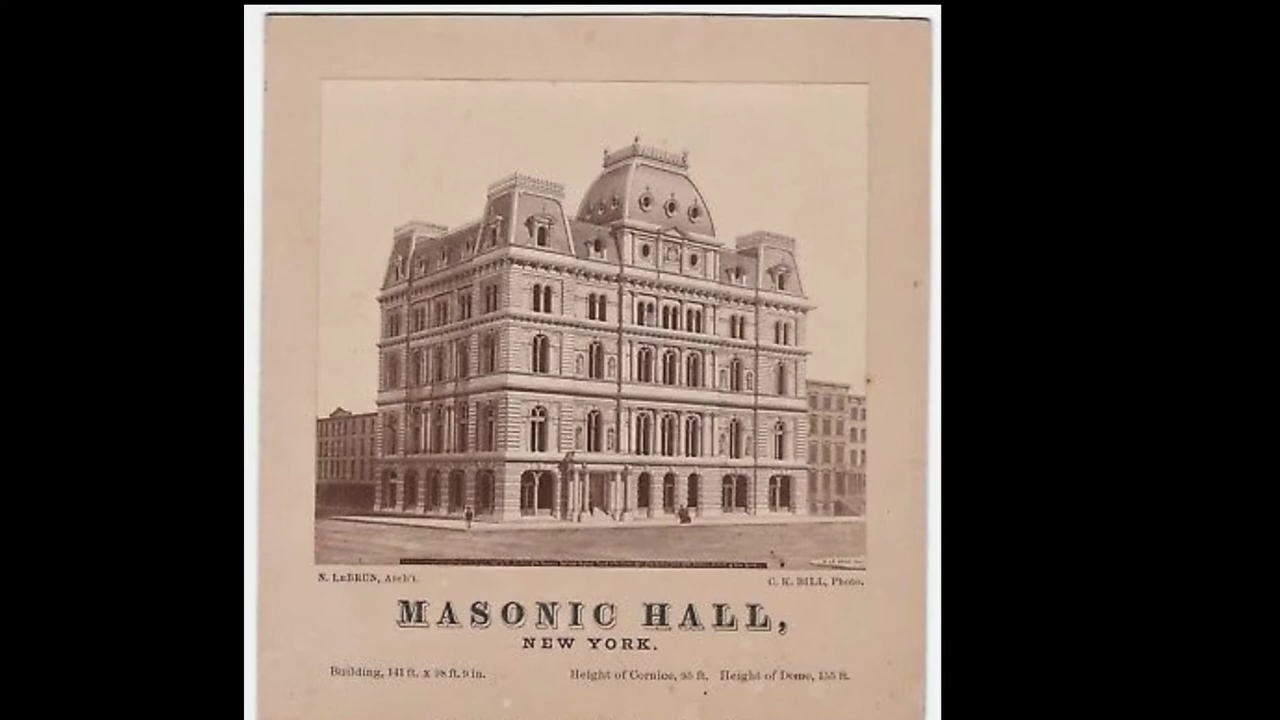 N. LeBRUN, Arch't.
C. K. BILL, Photo.
MASONIC HALL,
NEW YORK.
Building, 141 ft. x 98 ft. 9 in.
Height of Cornice, 95 ft. Height of Dome, 155 ft.